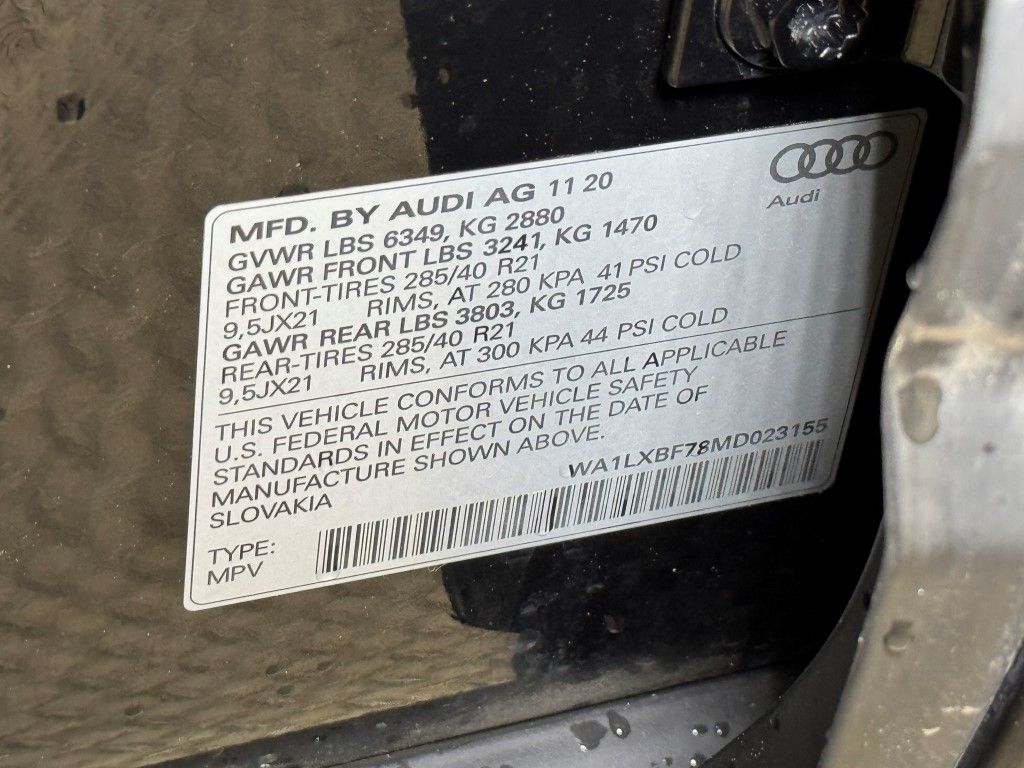 Audi
MFD. BY AUDI AG 11 20
GVWR LBS 6349, KG 2880
GAWR FRONT LBS 3241, KG 1470
FRONT-TIRES 285/40 R21
9,5JX21 RIMS, AT 280 KPA 41 PSI COLD
GAWR REAR LBS 3803, KG 1725
REAR-TIRES 285/40 R21
9,5JX21 RIMS, AT 300 KPA 44 PSI COLD
THIS VEHICLE CONFORMS TO ALL APPLICABLE
U.S. FEDERAL MOTOR VEHICLE SAFETY
STANDARDS IN EFFECT ON THE DATE OF
MANUFACTURE SHOWN ABOVE.
SLOVAKIA
WA1LXBF78MD023155
TYPE:
MPV